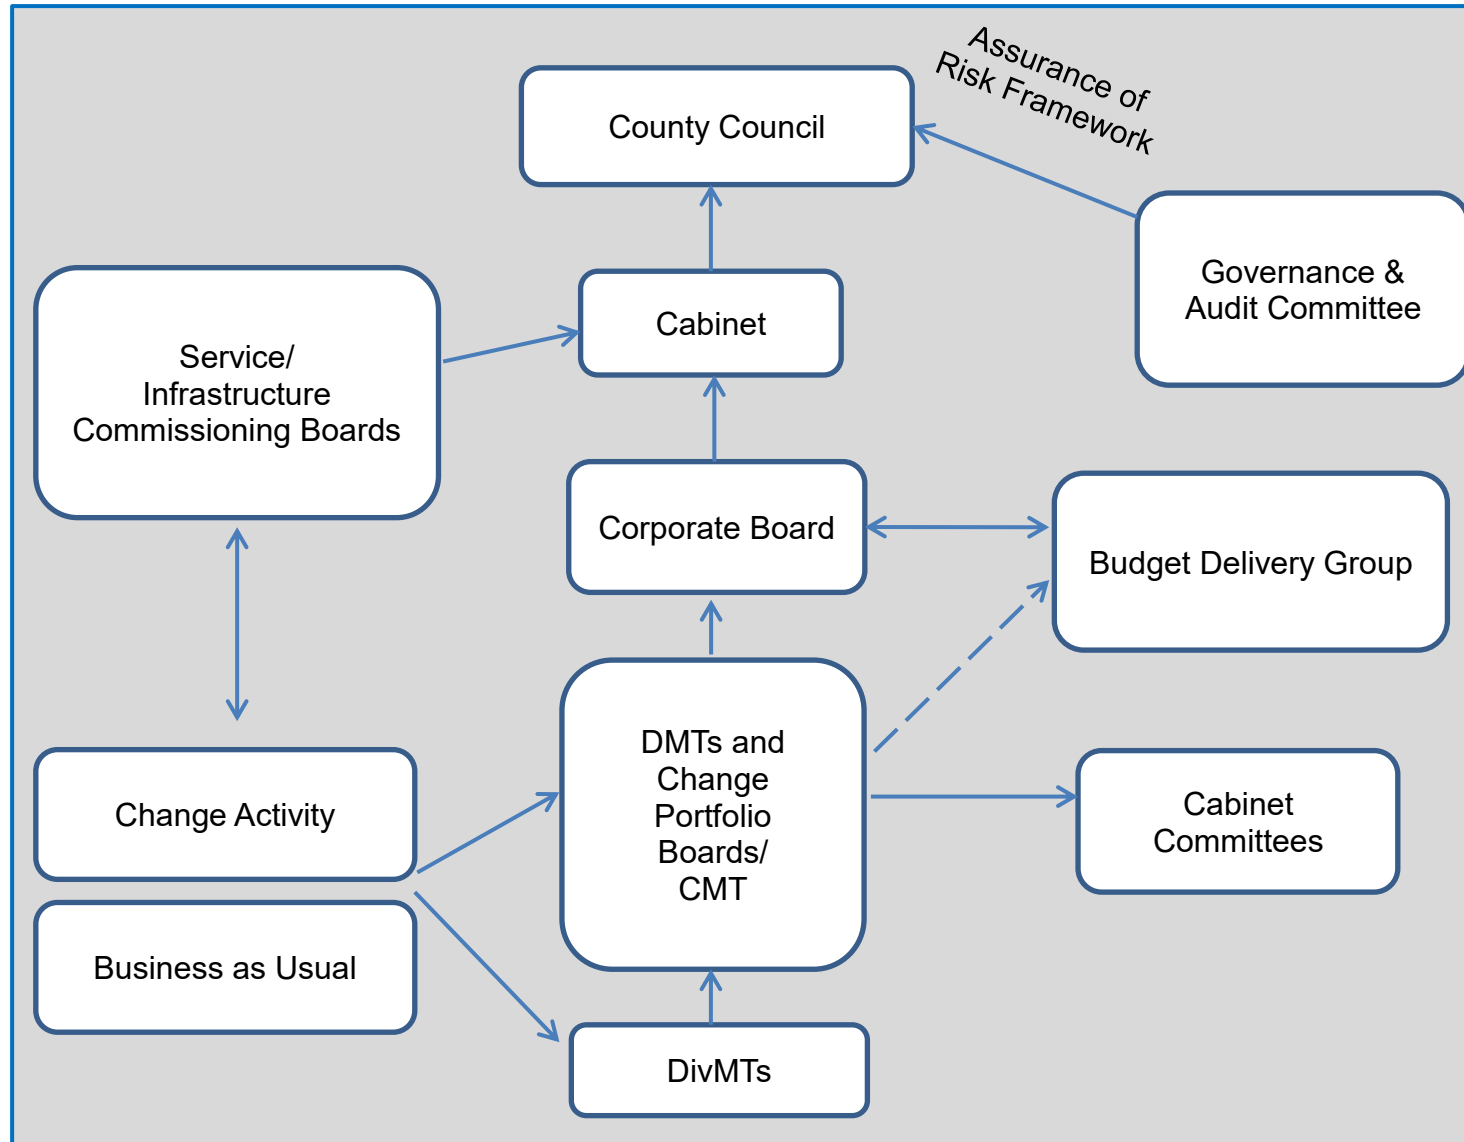 Assurance of
Risk Framework
County Council
Governance &
Audit Committee
Cabinet
Service/
Infrastructure
Commissioning Boards
Corporate Board
Budget Delivery Group
DMTs and
Change
Portfolio
Boards/
CMT
Change Activity
Cabinet
Committees
Business as Usual
DivMTs